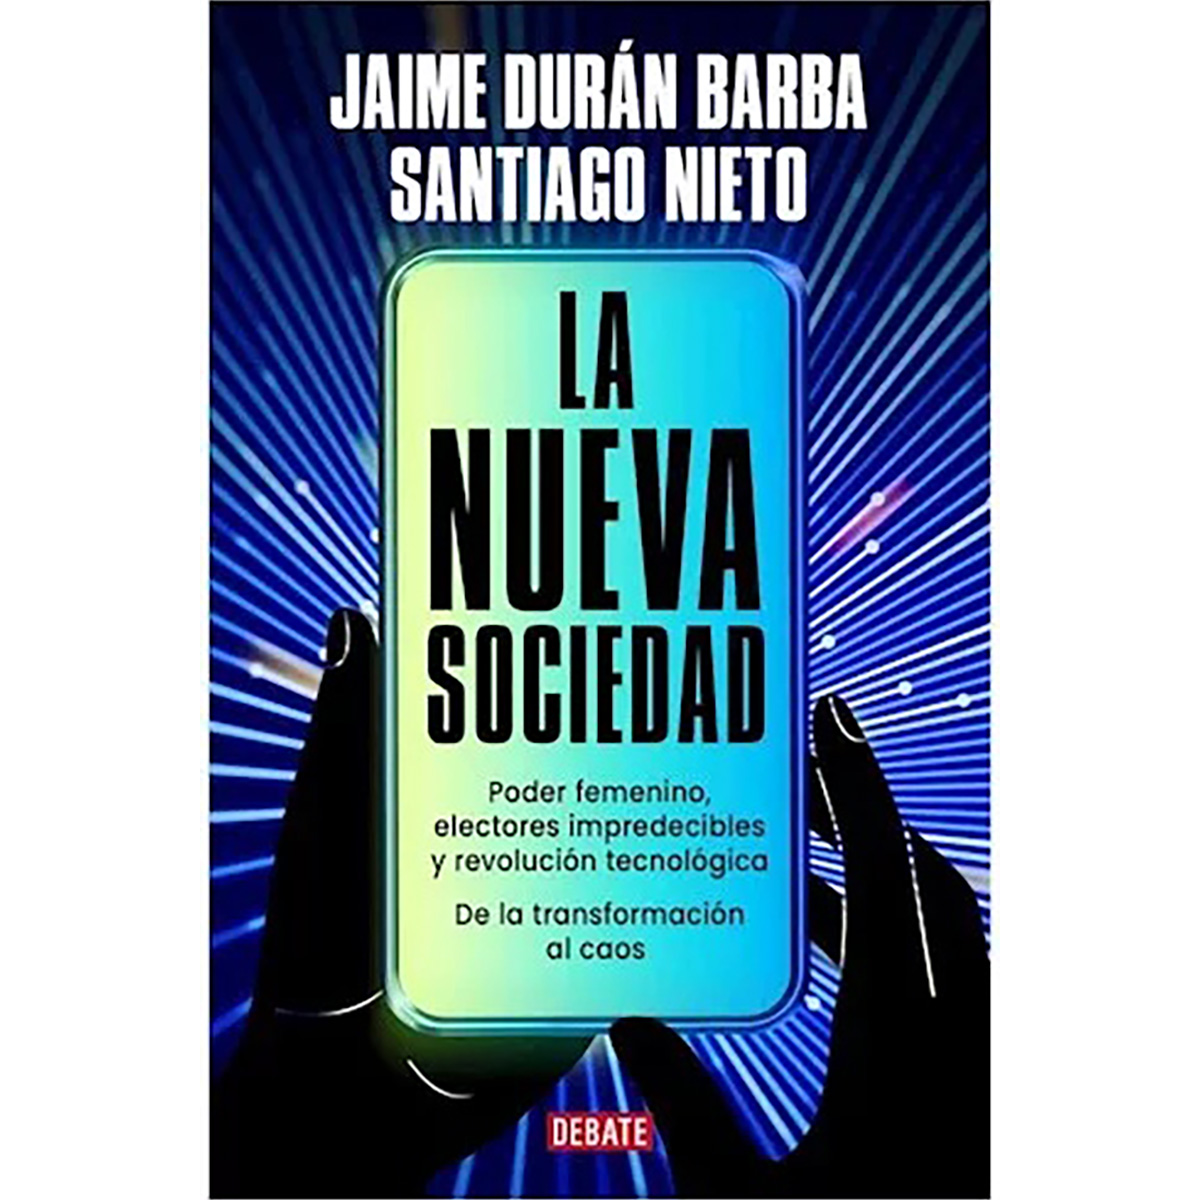 JAIME DURÁN BARBA
SANTIAGO NIETO
LA
NUEVA
SOCIEDAD
Poder femenino,
electores impredecibles
y revolución tecnológica
De la transformación
al caos
DEBATE